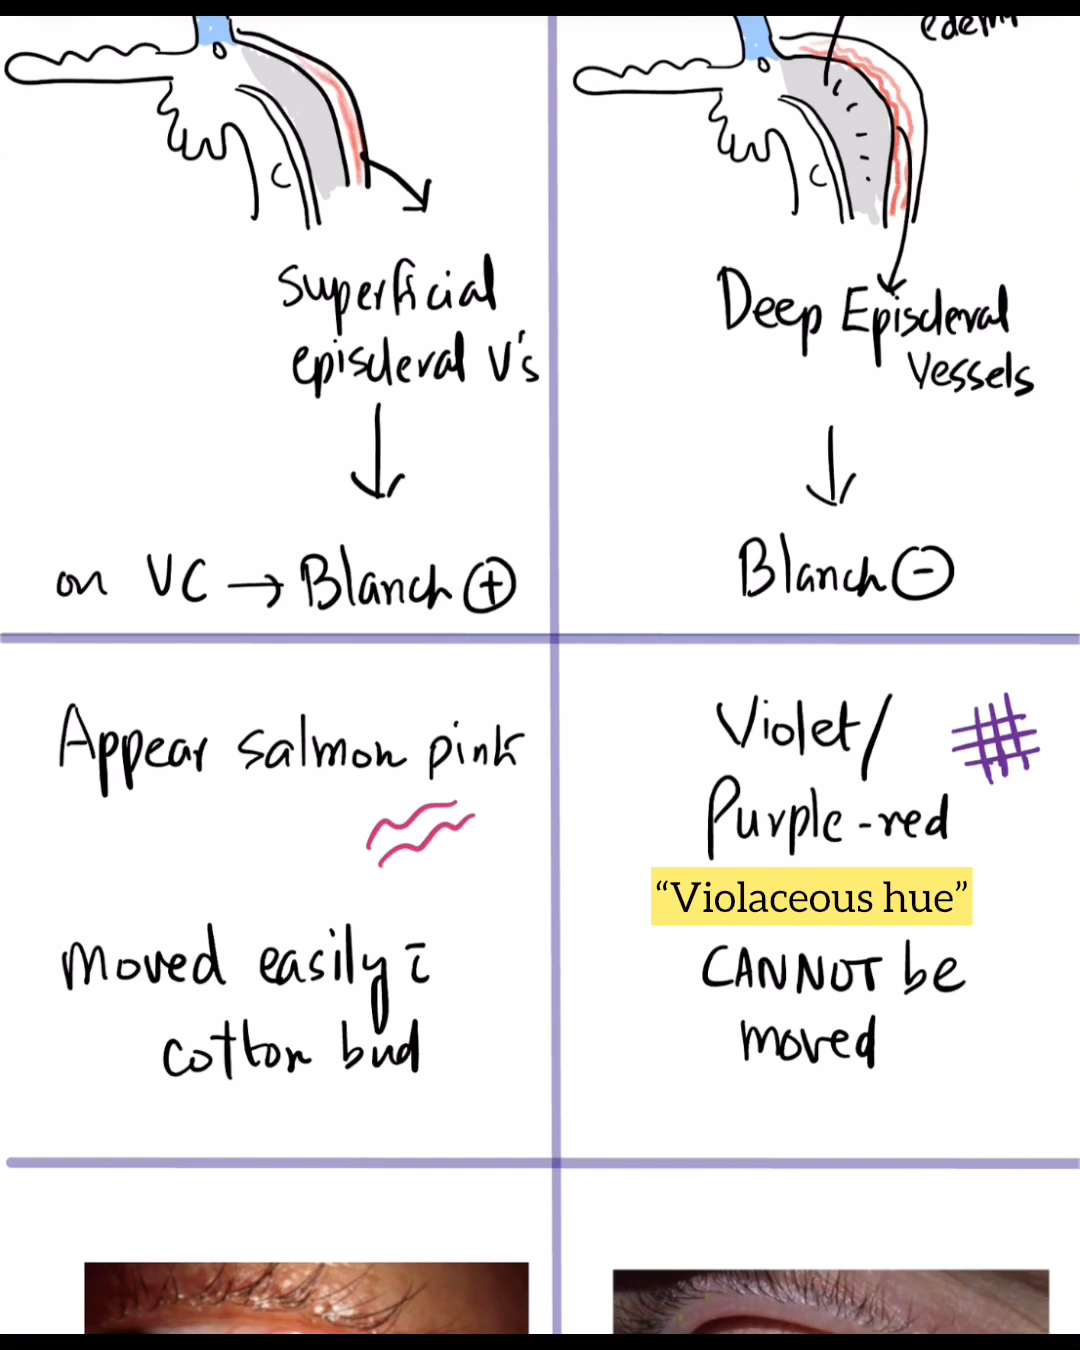 edema
superficial
episcleral V's
Deep Episcleral
Vessels
on VC → Blanch ⊕
Blanch ⊖
Appear salmon pink
moved easily c̄
cotton bud
Violet/
Purple-red
“Violaceous hue”
CANNOT be
moved